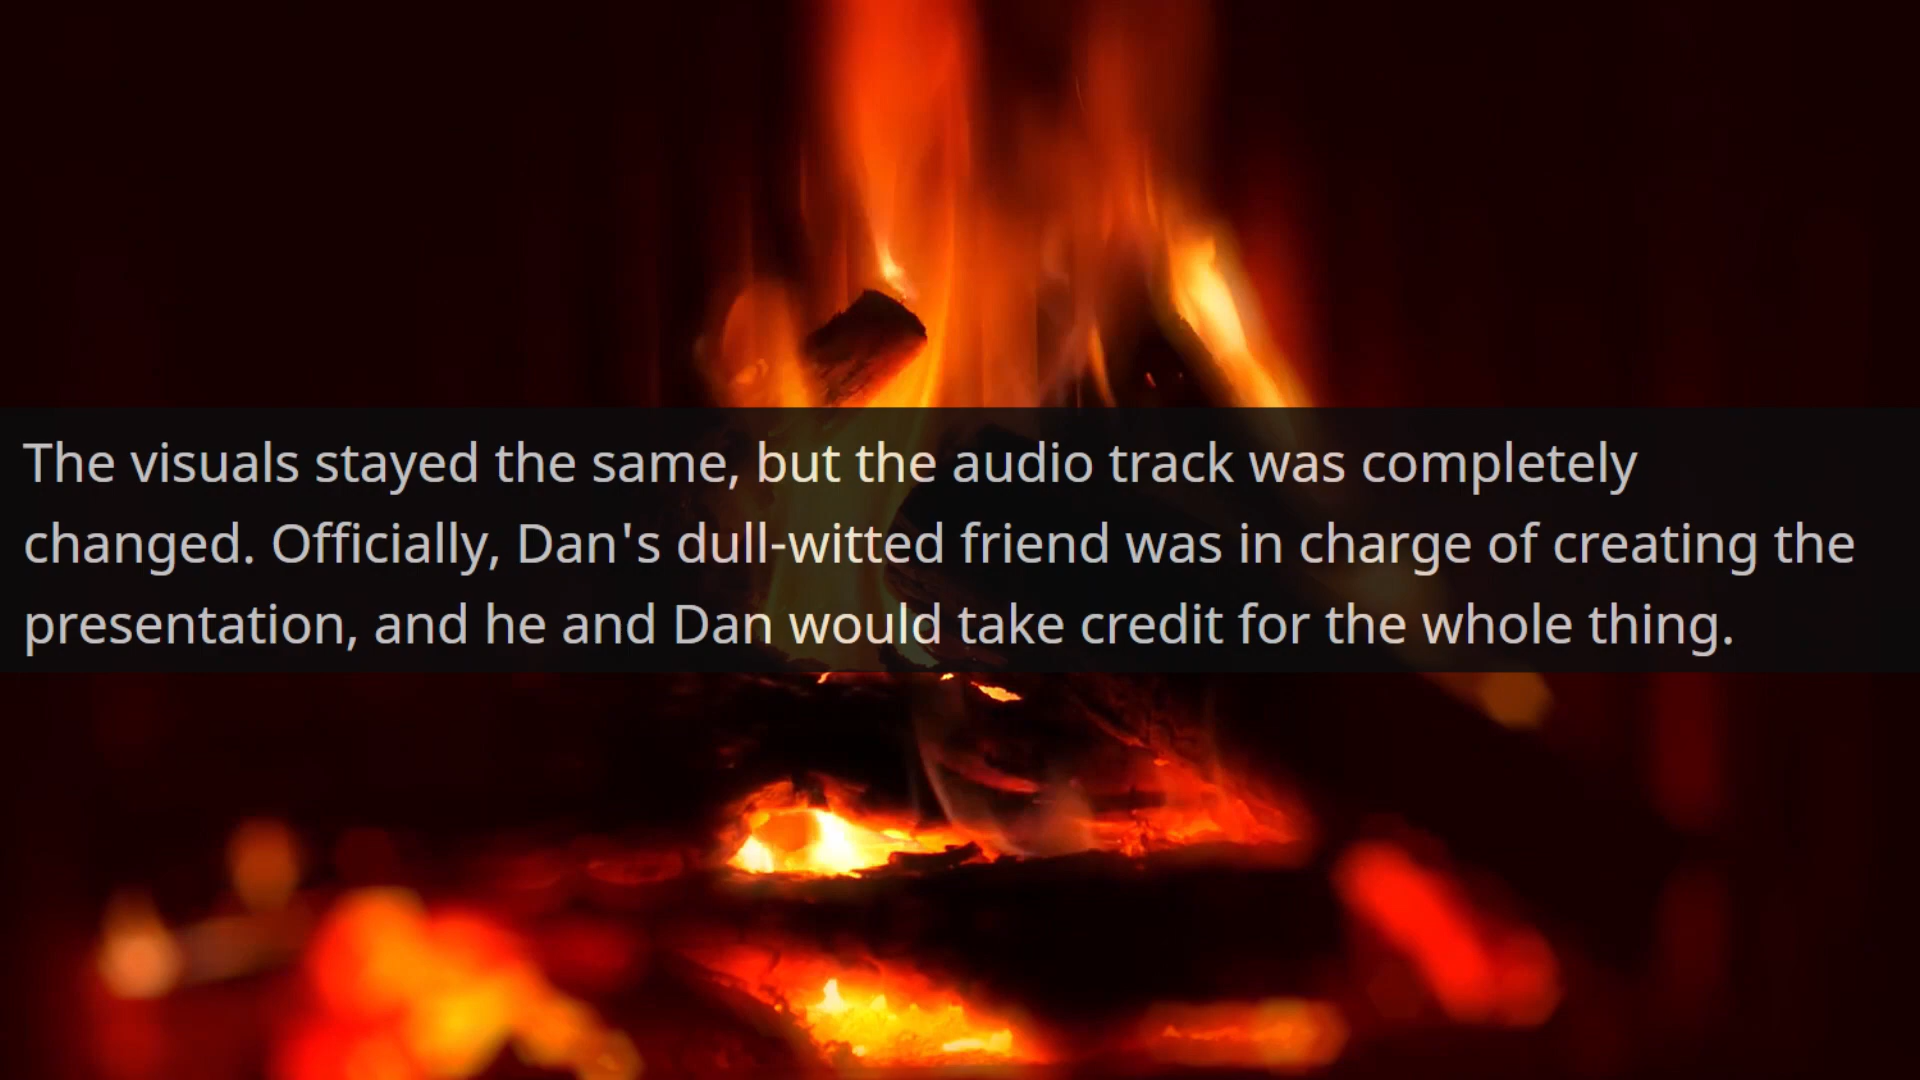 The visuals stayed the same, but the audio track was completely
changed. Officially, Dan's dull-witted friend was in charge of creating the
presentation, and he and Dan would take credit for the whole thing.